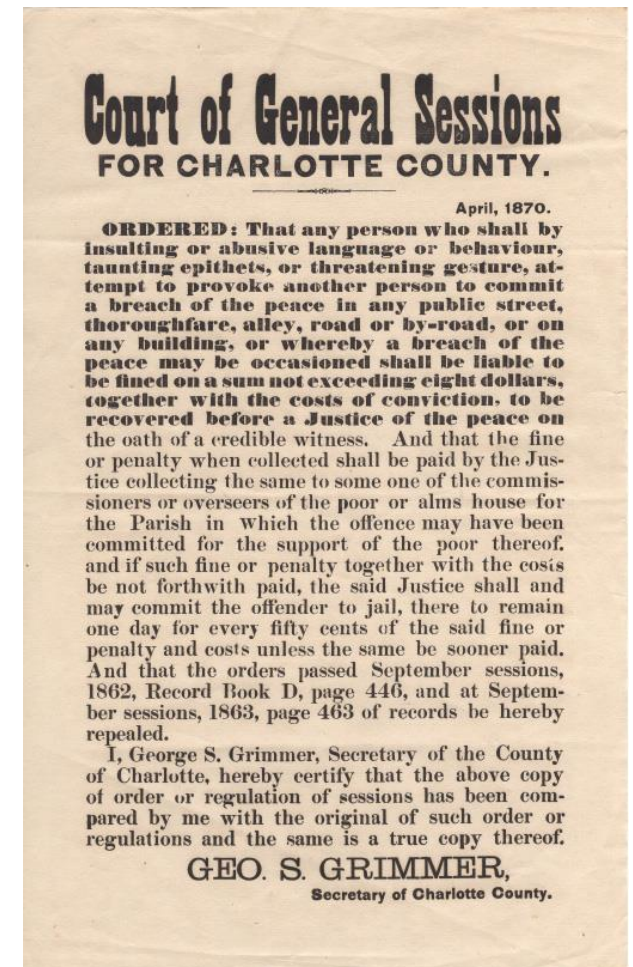 Court of General Sessions
FOR CHARLOTTE COUNTY.
April, 1870.
ORDERED: That any person who shall by
insulting or abusive language or behaviour,
taunting epithets, or threatening gesture, at-
tempt to provoke another person to commit
a breach of the peace in any public street,
thoroughfare, alley, road or by-road, or on
any building, or whereby a breach of the
peace may be occasioned shall be liable to
be fined on a sum not exceeding eight dollars,
together with the costs of conviction, to be
recovered before a Justice of the peace on
the oath of a credible witness. And that the fine
or penalty when collected shall be paid by the Jus-
tice collecting the same to some one of the commis-
sioners or overseers of the poor or alms house for
the Parish in which the offence may have been
committed for the support of the poor thereof.
and if such fine or penalty together with the costs
be not forthwith paid, the said Justice shall and
may commit the offender to jail, there to remain
one day for every fifty cents of the said fine or
penalty and costs unless the same be sooner paid.
And that the orders passed September sessions,
1862, Record Book D, page 446, and at Septem-
ber sessions, 1863, page 463 of records be hereby
repealed.
I, George S. Grimmer, Secretary of the County
of Charlotte, hereby certify that the above copy
of order or regulation of sessions has been com-
pared by me with the original of such order or
regulations and the same is a true copy thereof.
GEO. S. GRIMMER,
Secretary of Charlotte County.